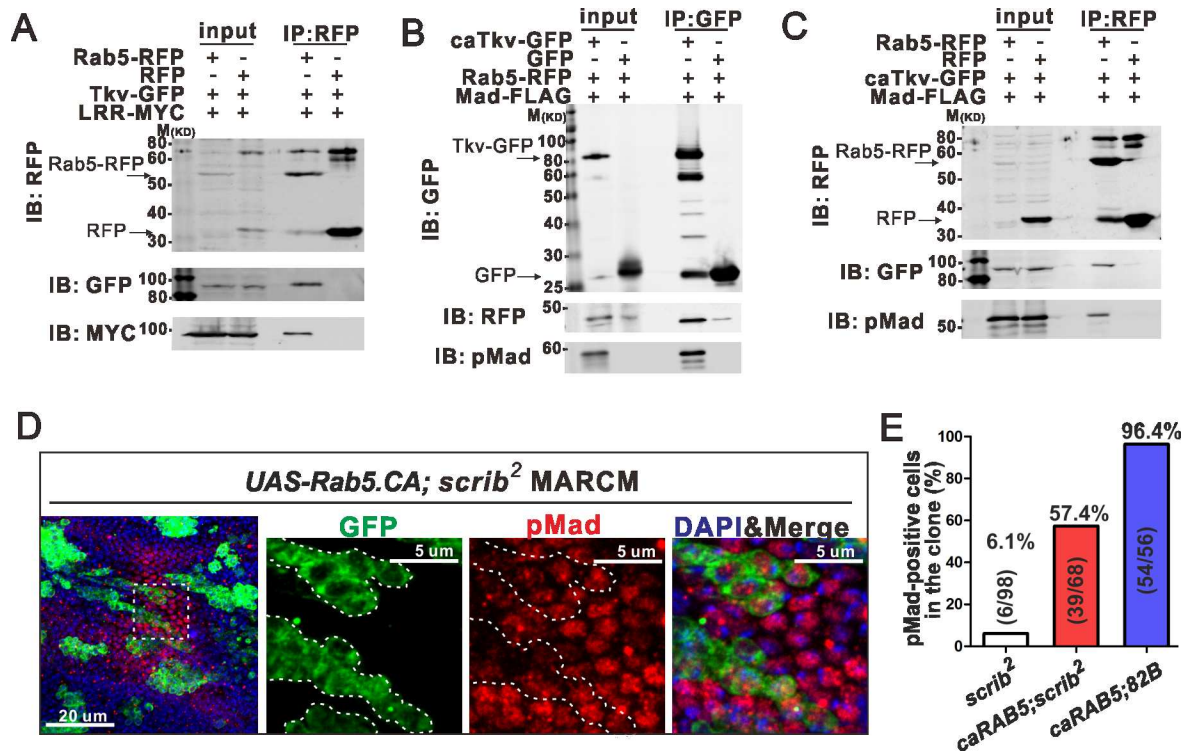 A
input IP:RFP
Rab5-RFP + - + -
RFP - + - +
Tkv-GFP + + + +
LRR-MYC + + + +
M(KD)
80
60
50
40
30
Rab5-RFP
RFP
IB: RFP
IB: GFP
100
80
IB: MYC
100
B
input IP:GFP
caTkv-GFP + - + -
GFP - + - +
Rab5-RFP + + + +
Mad-FLAG + + + +
M(KD)
100
80
60
50
40
30
25
Tkv-GFP
GFP
IB: GFP
IB: RFP
50
IB: pMad
60
C
input IP:RFP
Rab5-RFP + - + -
RFP - + - +
caTkv-GFP + + + +
Mad-FLAG + + + +
M(KD)
80
60
50
40
30
Rab5-RFP
RFP
IB: RFP
IB: GFP
100
80
IB: pMad
50
D
UAS-Rab5.CA; scrib² MARCM
GFP
pMad
DAPI&Merge
20 um
5 um
5 um
5 um
E
pMad-positive cells
in the clone (%)
100
80
60
40
20
0
6.1%
57.4%
96.4%
(6/98)
(39/68)
(54/56)
scrib²
caRAB5;scrib²
caRAB5;82B